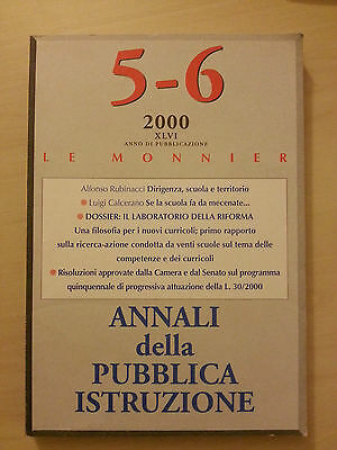 5-6
2000
XLVI
ANNO DI PUBBLICAZIONE
LE MONNIER
Alfonso Rubinacci Dirigenza, scuola e territorio
● Luigi Calcerano Se la scuola fa da mecenate...
● DOSSIER: IL LABORATORIO DELLA RIFORMA
Una filosofia per i nuovi curricoli; primo rapporto
sulla ricerca-azione condotta da venti scuole sul tema delle
competenze e dei curricoli
● Risoluzioni approvate dalla Camera e dal Senato sul programma
quinquennale di progressiva attuazione della L. 30/2000
ANNALI
della
PUBBLICA
ISTRUZIONE